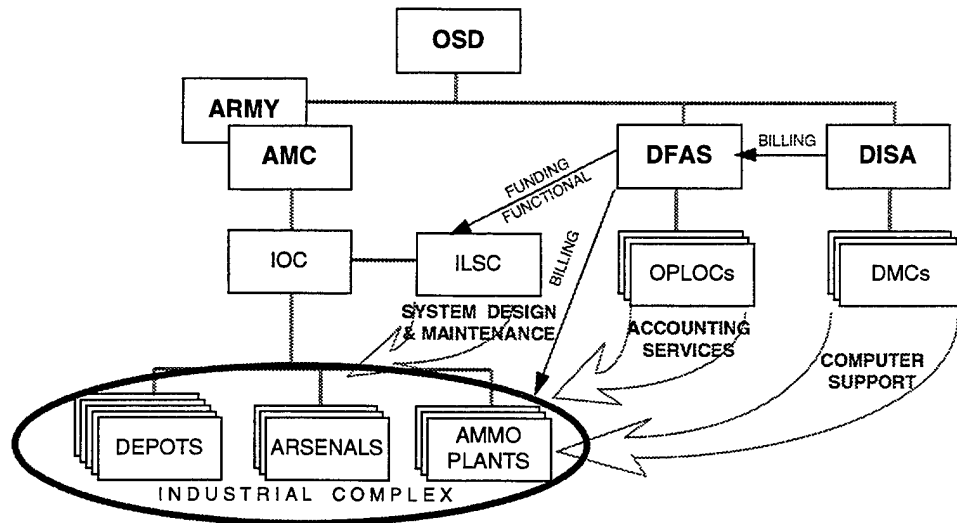 OSD
ARMY
AMC
DFAS
BILLING
DISA
FUNDING
FUNCTIONAL
IOC
ILSC
BILLING
OPLOCs
DMCs
SYSTEM DESIGN
& MAINTENANCE
ACCOUNTING
SERVICES
COMPUTER
SUPPORT
DEPOTS
ARSENALS
AMMO
PLANTS
INDUSTRIAL COMPLEX